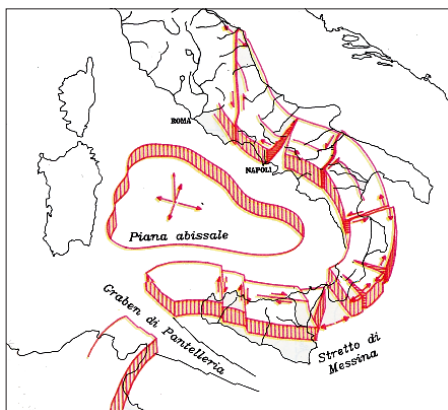 ROMA
NAPOLI
Piana abissale
Graben di Pantelleria
Stretto di
Messina